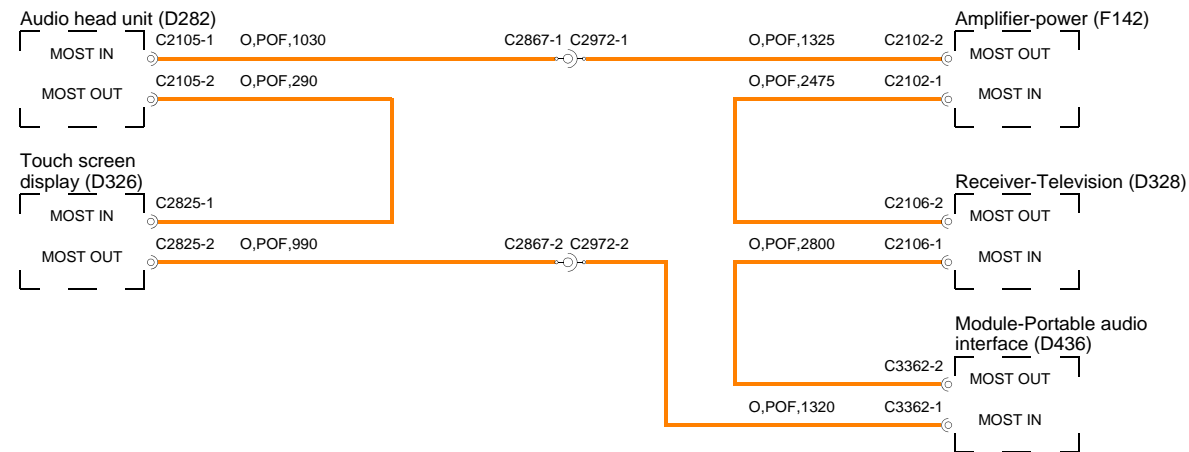 Audio head unit (D282)
MOST IN
C2105-1 O,POF,1030 C2867-1 C2972-1 O,POF,1325 C2102-2
Amplifier-power (F142)
MOST OUT
MOST OUT
C2105-2 O,POF,290
O,POF,2475 C2102-1
MOST IN
Touch screen
display (D326)
MOST IN
C2825-1
Receiver-Television (D328)
C2106-2
MOST OUT
MOST OUT
C2825-2 O,POF,990 C2867-2 C2972-2 O,POF,2800 C2106-1
MOST IN
Module-Portable audio
interface (D436)
C3362-2
MOST OUT
O,POF,1320 C3362-1
MOST IN